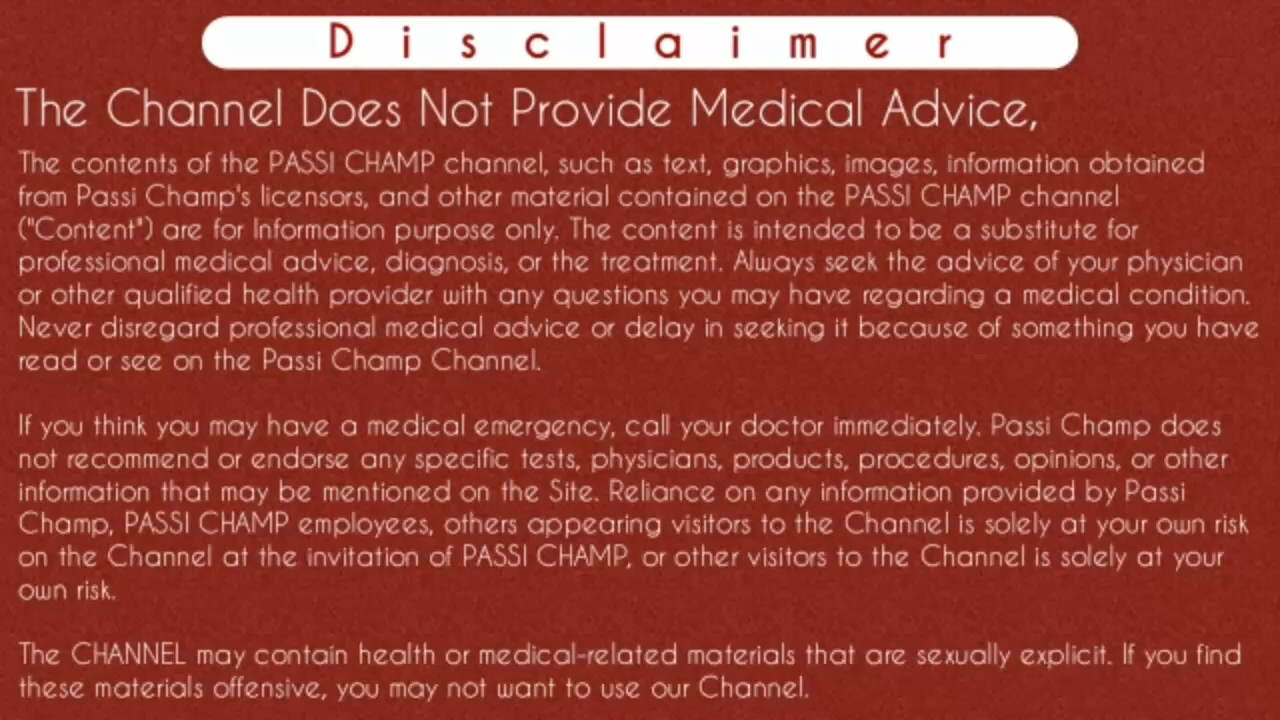 Disclaimer
The Channel Does Not Provide Medical Advice,
The contents of the PASSI CHAMP channel, such as text, graphics, images, information obtained
from Passi Champ's licensors, and other material contained on the PASSI CHAMP channel
("Content") are for Information purpose only. The content is intended to be a substitute for
professional medical advice, diagnosis, or the treatment. Always seek the advice of your physician
or other qualified health provider with any questions you may have regarding a medical condition.
Never disregard professional medical advice or delay in seeking it because of something you have
read or see on the Passi Champ Channel.
If you think you may have a medical emergency, call your doctor immediately. Passi Champ does
not recommend or endorse any specific tests, physicians, products, procedures, opinions, or other
information that may be mentioned on the Site. Reliance on any information provided by Passi
Champ, PASSI CHAMP employees, others appearing visitors to the Channel is solely at your own risk
on the Channel at the invitation of PASSI CHAMP, or other visitors to the Channel is solely at your
own risk.
The CHANNEL may contain health or medical-related materials that are sexually explicit. If you find
these materials offensive, you may not want to use our Channel.